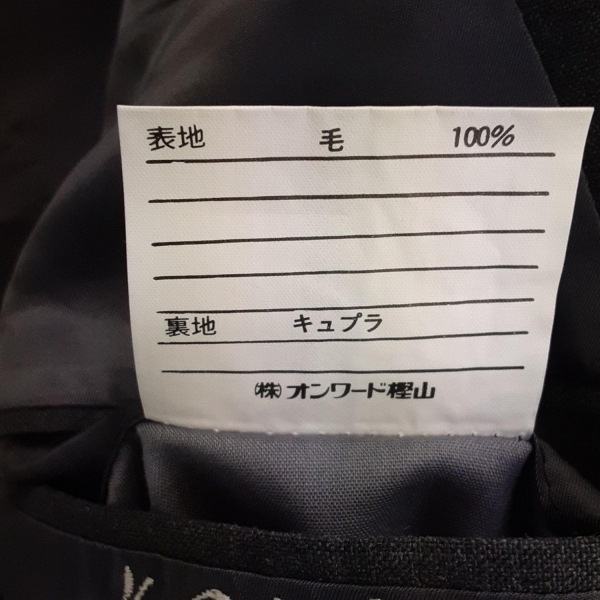 表地 毛 100%
裏地 キュプラ
㈱オンワード樫山